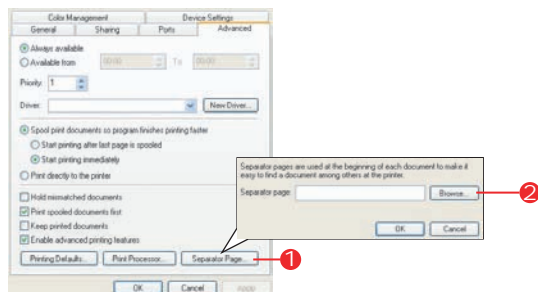 Color Management Device Settings
General Sharing Ports Advanced
Always available
Available from 00:00 To 00:00
Priority: 1
Driver: New Driver...
Spool print documents so program finishes printing faster
Start printing after last page is spooled
Start printing immediately
Print directly to the printer
Hold mismatched documents
Print spooled documents first
Keep printed documents
Enable advanced printing features
Printing Defaults... Print Processor... Separator Page...
1
OK Cancel Apply
Separator pages are used at the beginning of each document to make it
easy to find a document among others at the printer.
Separator page: Browse...
2
OK Cancel